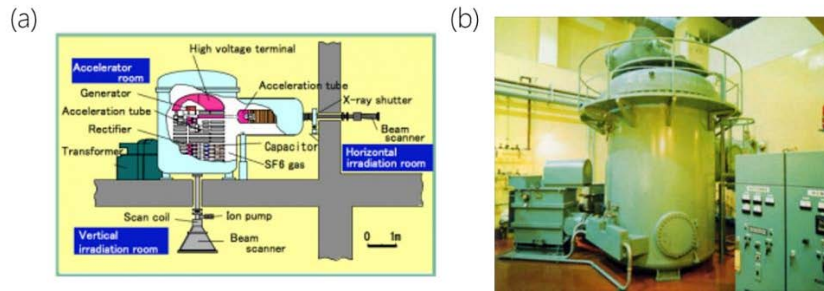 (a)
(b)
High voltage terminal
Accelerator
room
Generator
Acceleration tube
Acceleration tube
X-ray shutter
Rectifier
Transformer
Capacitor
SF6 gas
Beam
scanner
Horizontal
irradiation room
Scan coil
Ion pump
Vertical
irradiation room
Beam
scanner
0 1m